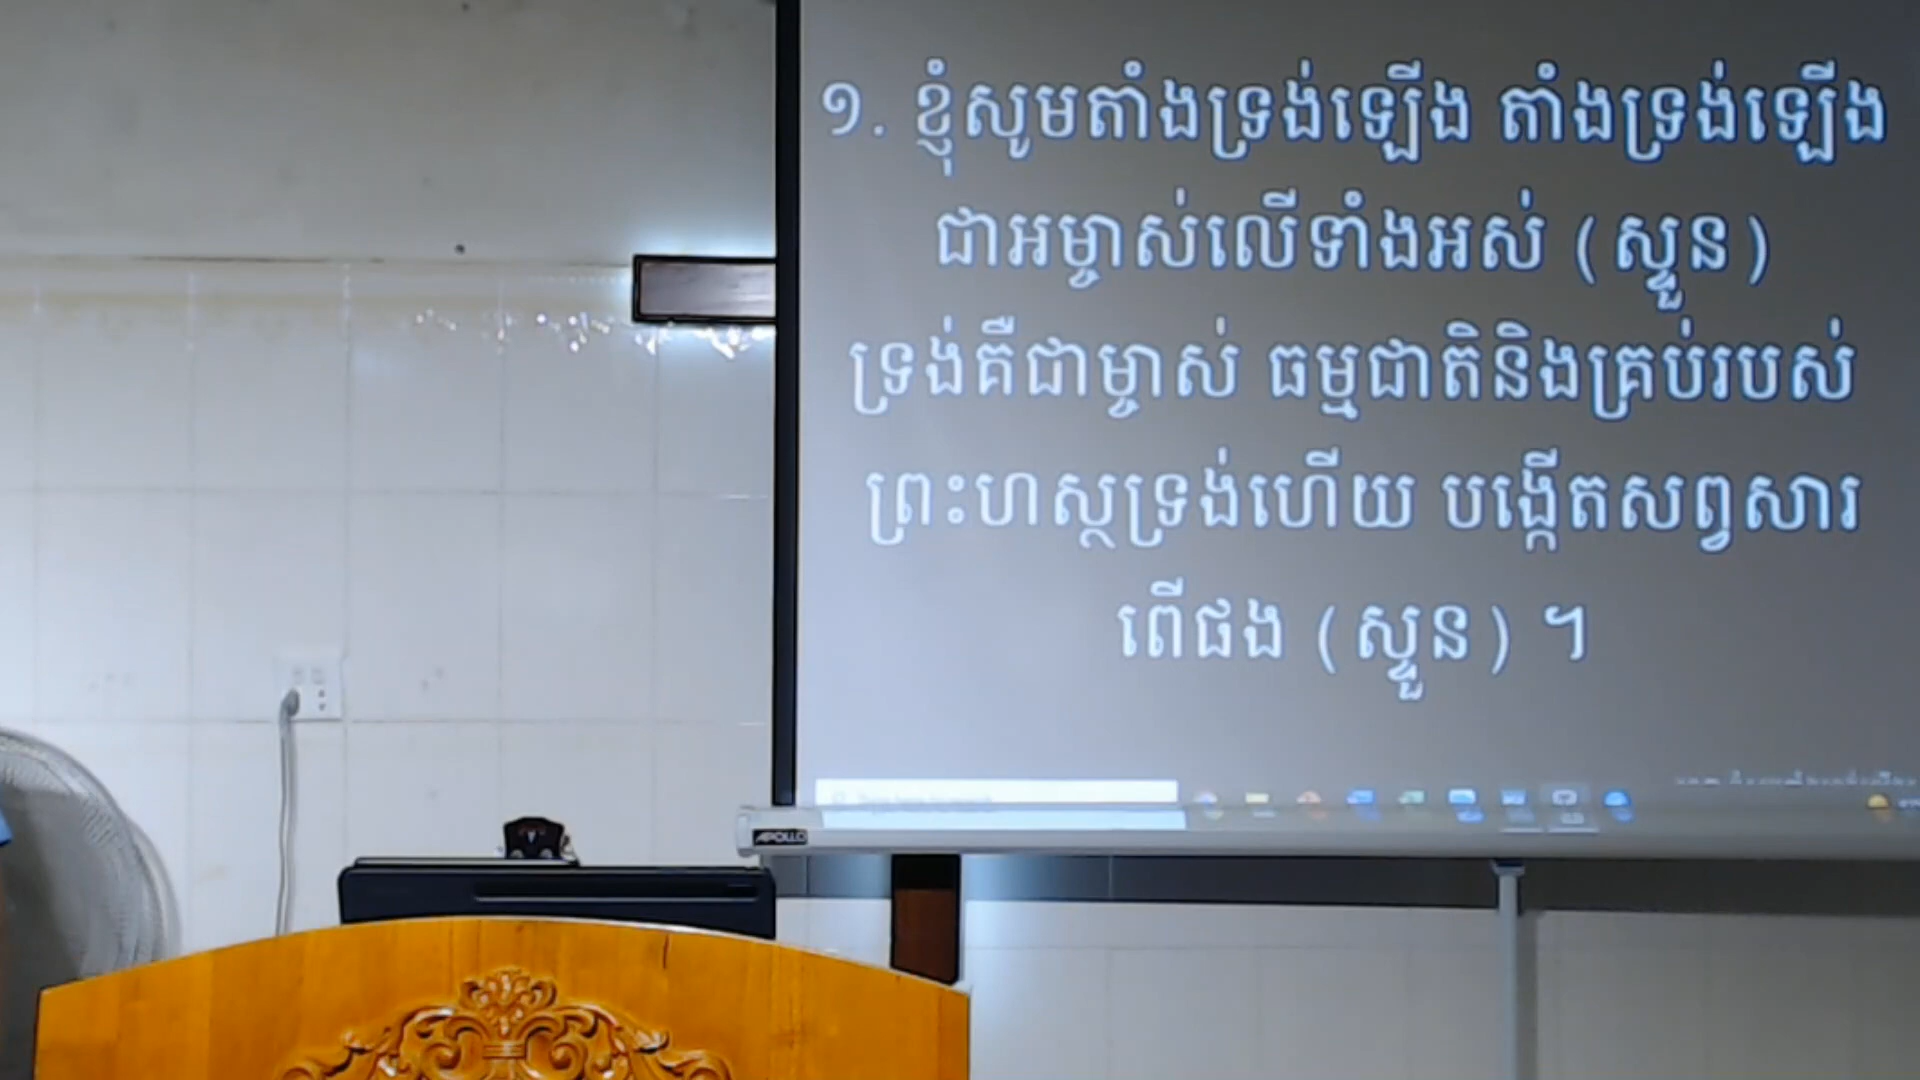 ១. ខ្ញុំសូមតាំងទ្រង់ឡើង តាំងទ្រង់ឡើង
ជាអម្ចាស់លើទាំងអស់ (ស្ទួន)
ទ្រង់គឺជាម្ចាស់ ធម្មជាតិនិងគ្រប់របស់
ព្រះហស្ថទ្រង់ហើយ បង្កើតសព្វសារ
ពើផង (ស្ទួន) ។
APOLLO